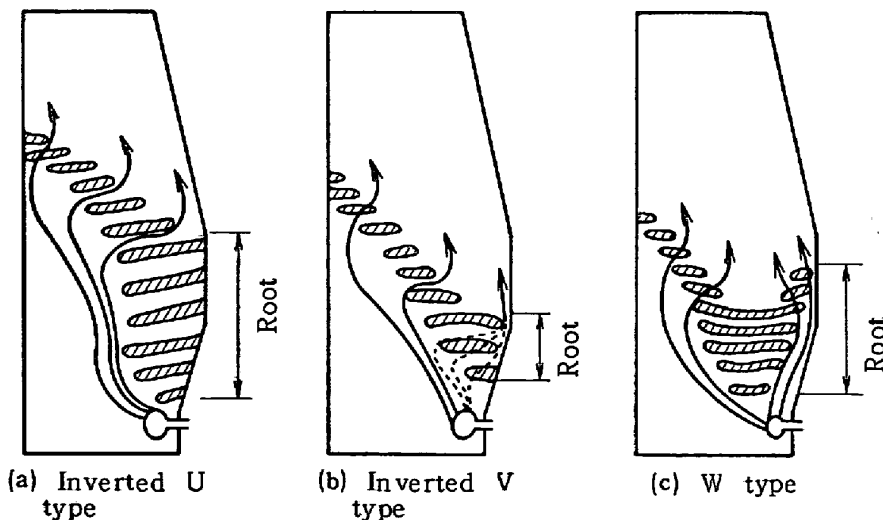 Root
Root
Root
(a) Inverted U
type
(b) Inverted V
type
(c) W type